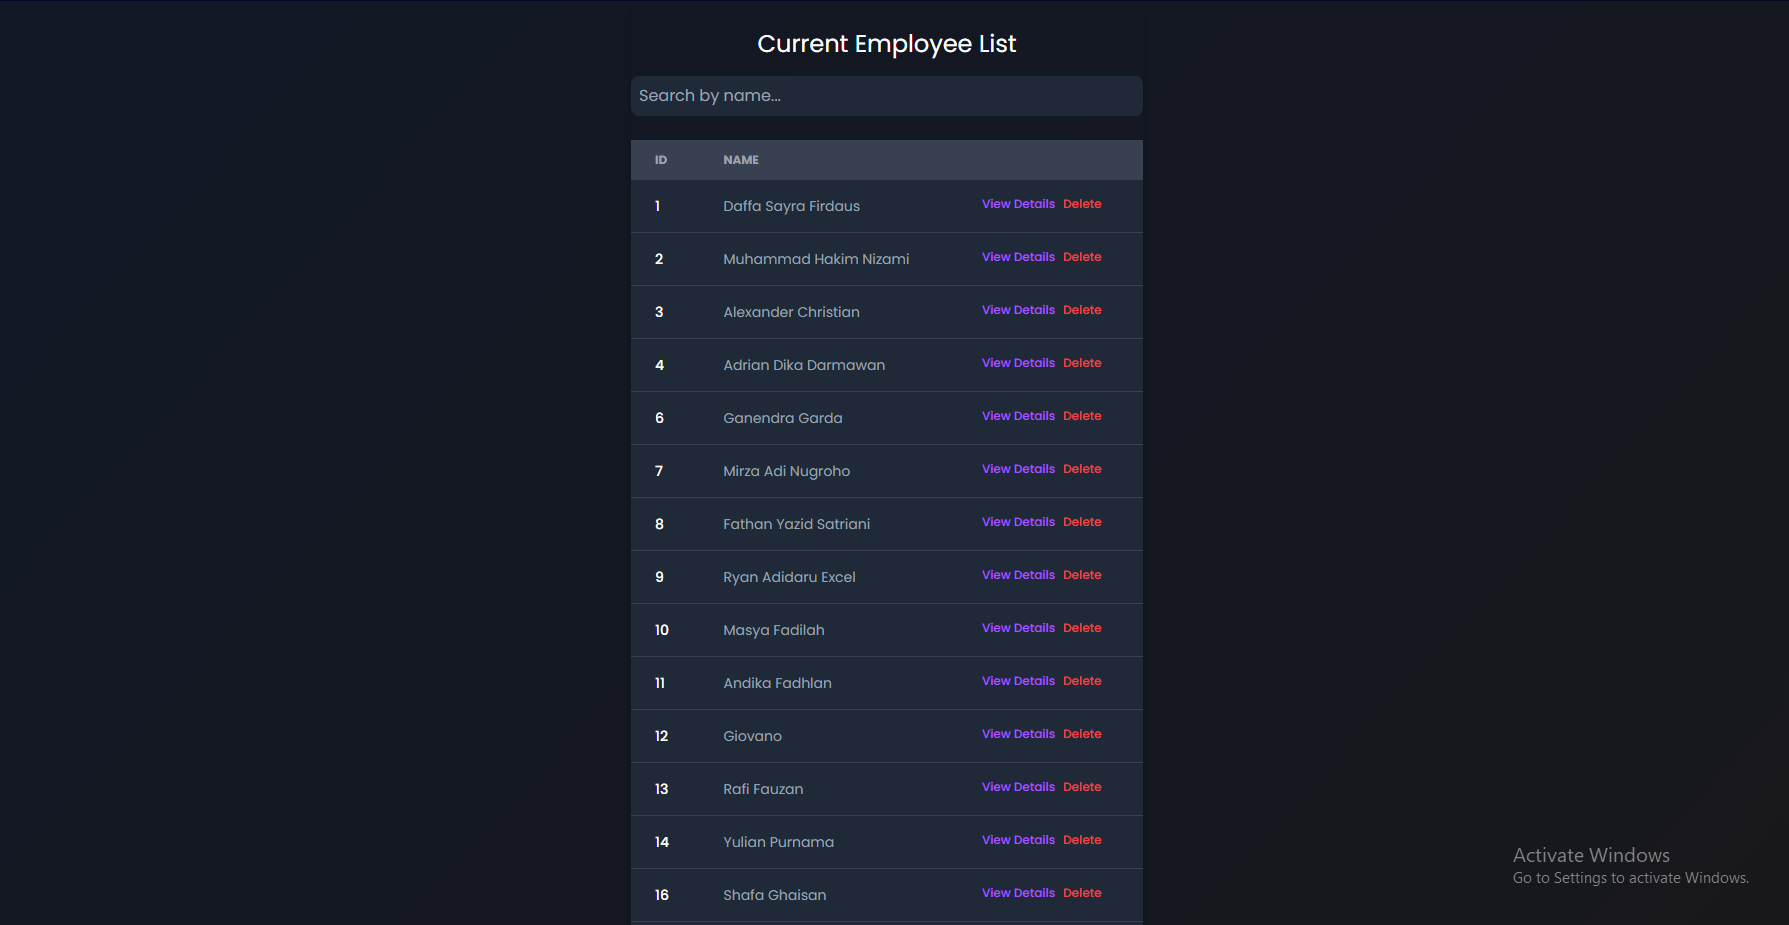 Current Employee List
Search by name...
ID NAME
1 Daffa Sayra Firdaus View Details Delete
2 Muhammad Hakim Nizami View Details Delete
3 Alexander Christian View Details Delete
4 Adrian Dika Darmawan View Details Delete
6 Ganendra Garda View Details Delete
7 Mirza Adi Nugroho View Details Delete
8 Fathan Yazid Satriani View Details Delete
9 Ryan Adidaru Excel View Details Delete
10 Masya Fadilah View Details Delete
11 Andika Fadhlan View Details Delete
12 Giovano View Details Delete
13 Rafi Fauzan View Details Delete
14 Yulian Purnama View Details Delete
16 Shafa Ghaisan View Details Delete
Activate Windows
Go to Settings to activate Windows.